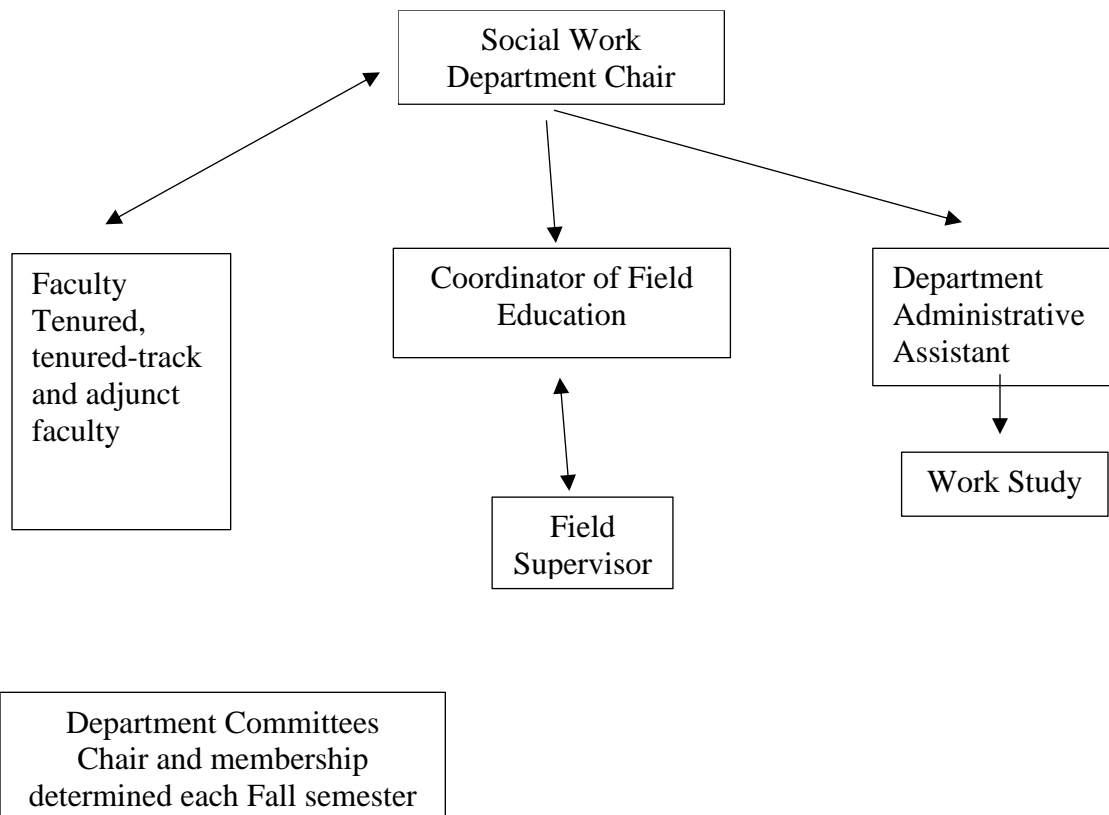 Social Work
Department Chair
Faculty
Tenured,
tenured-track
and adjunct
faculty
Coordinator of Field
Education
Department
Administrative
Assistant
Work Study
Field
Supervisor
Department Committees
Chair and membership
determined each Fall semester